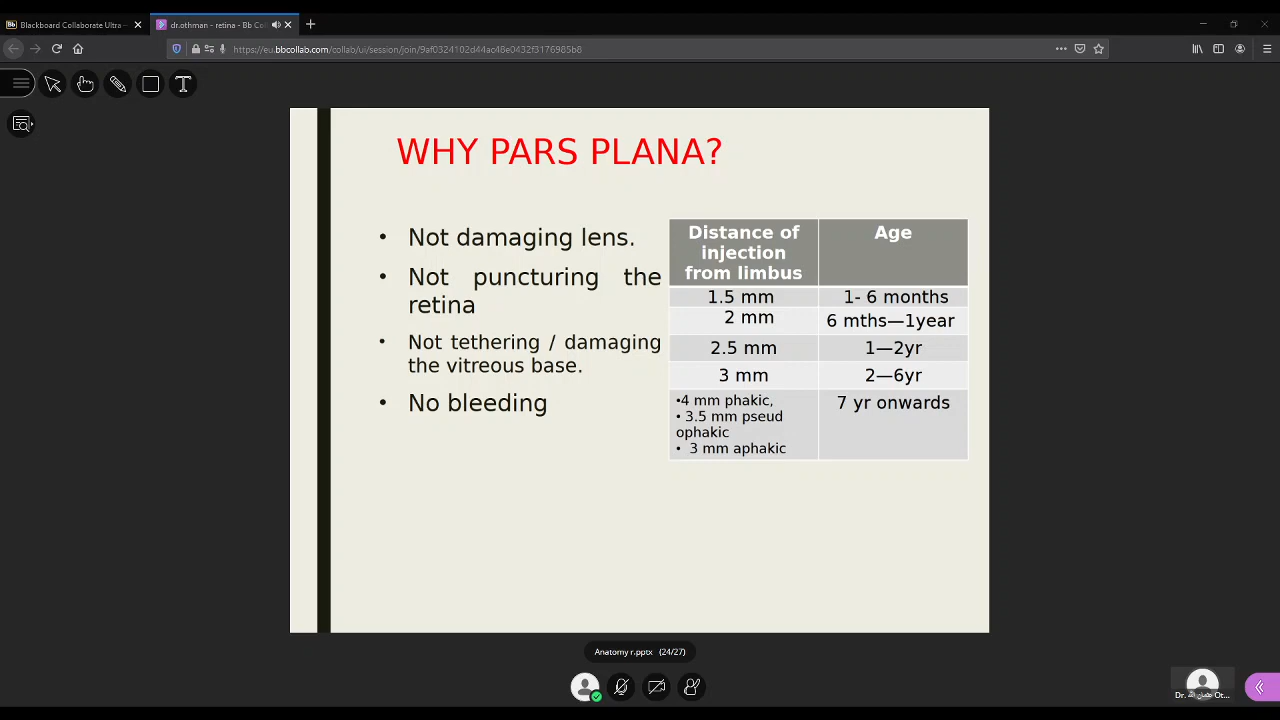 Blackboard Collaborate Ultra –
dr.othman - retina - Bb Co
https://eu.bbcollab.com/collab/ui/session/join/9af0324102d44ac48e0432f3176985b8
WHY PARS PLANA?
• Not damaging lens.
• Not puncturing the
retina
• Not tethering / damaging
the vitreous base.
• No bleeding
Distance of
injection
from limbus
Age
1.5 mm 1- 6 months
2 mm 6 mths—1year
2.5 mm 1—2yr
3 mm 2—6yr
•4 mm phakic, 7 yr onwards
• 3.5 mm pseud
ophakic
• 3 mm aphakic
Anatomy r.pptx (24/27)
Dr. Ot...